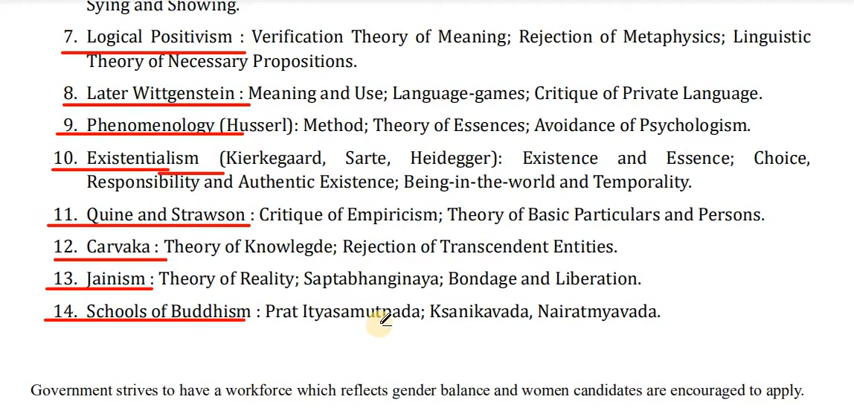 Sying and Showing.
7. Logical Positivism : Verification Theory of Meaning; Rejection of Metaphysics; Linguistic
Theory of Necessary Propositions.
8. Later Wittgenstein : Meaning and Use; Language-games; Critique of Private Language.
9. Phenomenology (Husserl): Method; Theory of Essences; Avoidance of Psychologism.
10. Existentialism (Kierkegaard, Sarte, Heidegger): Existence and Essence; Choice,
Responsibility and Authentic Existence; Being-in-the-world and Temporality.
11. Quine and Strawson : Critique of Empiricism; Theory of Basic Particulars and Persons.
12. Carvaka : Theory of Knowlegde; Rejection of Transcendent Entities.
13. Jainism : Theory of Reality; Saptabhanginaya; Bondage and Liberation.
14. Schools of Buddhism : Prat Ityasamutpada; Ksanikavada, Nairatmyavada.
Government strives to have a workforce which reflects gender balance and women candidates are encouraged to apply.